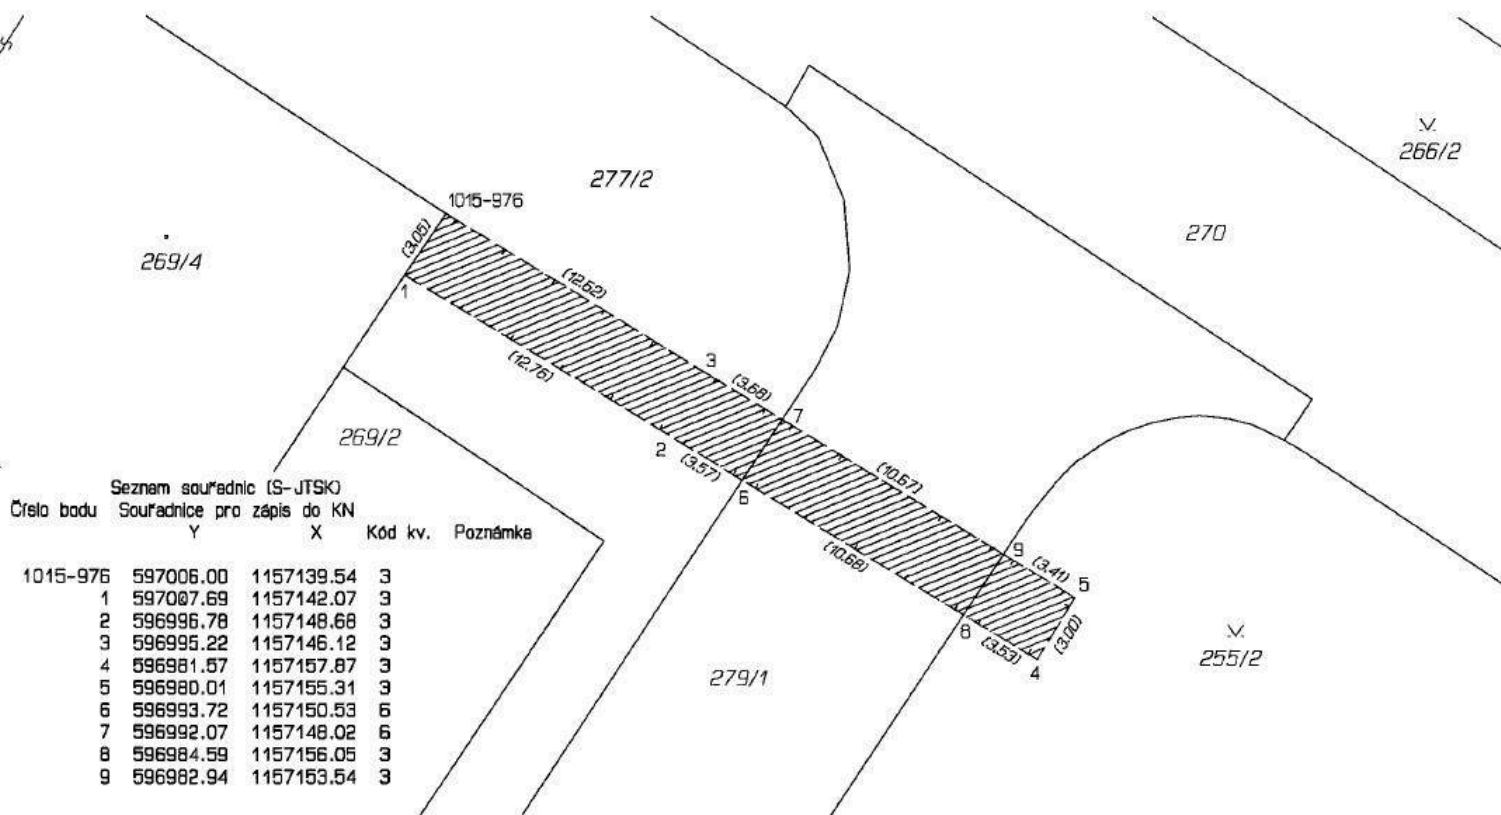 266/2
277/2
1015-976
270
(3.05)
269/4
1
(12.62)
(12.76)
3
(3.68)
7
269/2
2
(3.57)
6
(10.67)
(10.68)
9
(3.41)
5
8
(3.53)
(3.00)
4
279/1
255/2
Seznam souřadnic (S-JTSK)
Číslo bodu Souřadnice pro zápis do KN
Y X Kód kv. Poznámka
1015-976 597006.00 1157139.54 3
1 597007.69 1157142.07 3
2 596996.78 1157148.68 3
3 596995.22 1157146.12 3
4 596981.57 1157157.87 3
5 596980.01 1157155.31 3
6 596993.72 1157150.53 6
7 596992.07 1157148.02 6
8 596984.59 1157156.05 3
9 596982.94 1157153.54 3